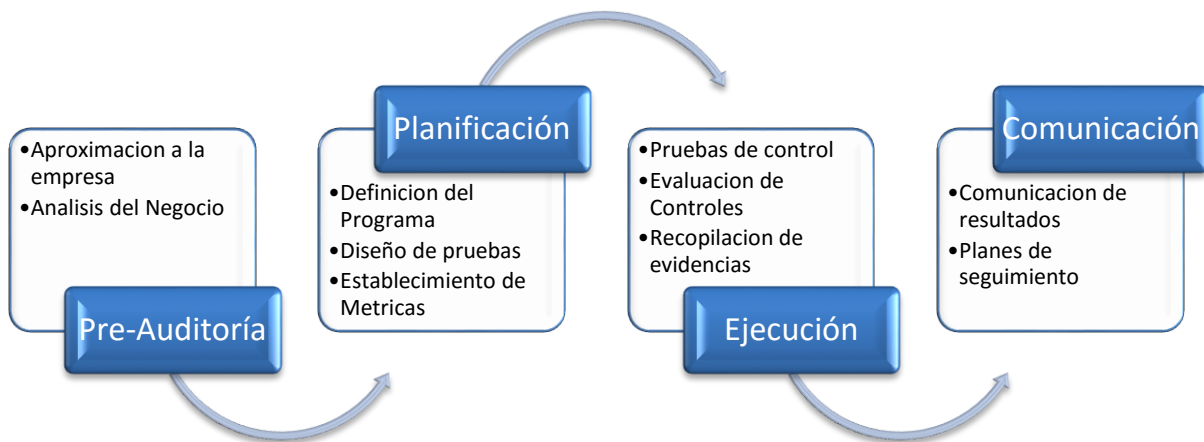 •Aproximacion a la
empresa
•Analisis del Negocio
Pre-Auditoría
Planificación
•Definicion del
Programa
•Diseño de pruebas
•Establecimiento de
Metricas
•Pruebas de control
•Evaluacion de
Controles
•Recopilacion de
evidencias
Ejecución
Comunicación
•Comunicacion de
resultados
•Planes de
seguimiento